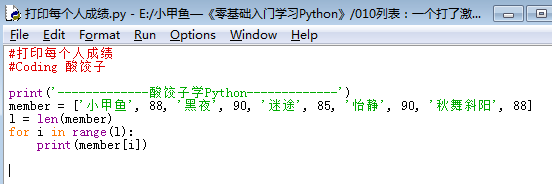 打印每个人成绩.py - E:/小甲鱼—《零基础入门学习Python》/010列表：一个打了激...
File Edit Format Run Options Window Help
#打印每个人成绩
#Coding 酸饺子
print('-------------酸饺子学Python-------------')
member = ['小甲鱼', 88, '黑夜', 90, '迷途', 85, '怡静', 90, '秋舞斜阳', 88]
l = len(member)
for i in range(l):
    print(member[i])